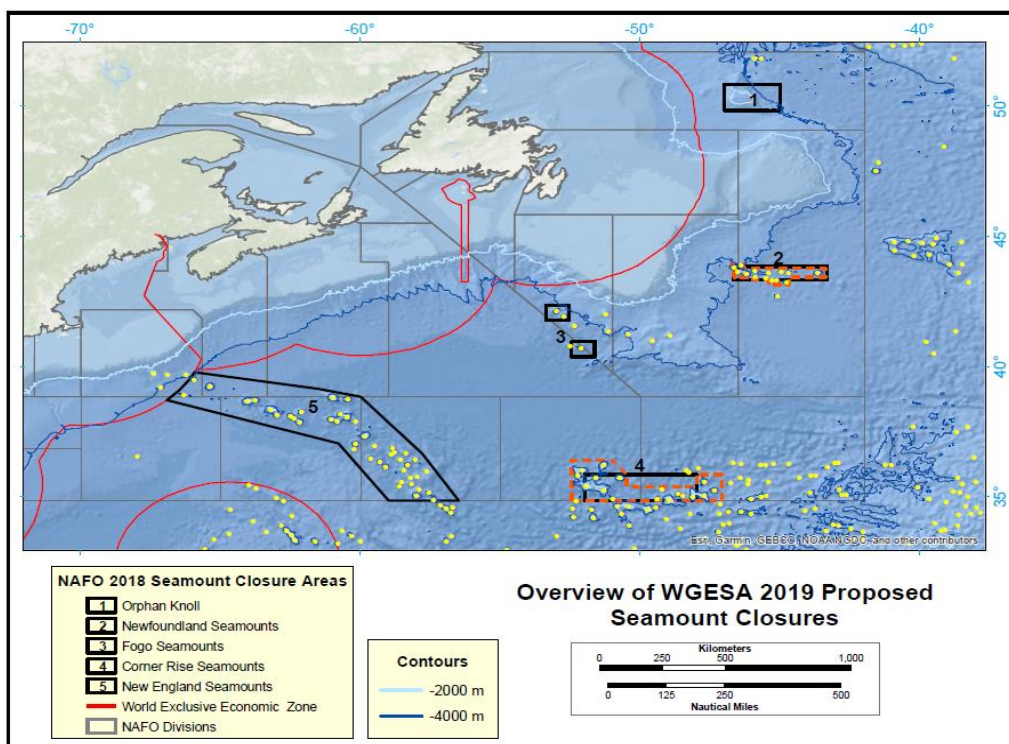 -70°
-60°
-50°
-40°
50°
45°
40°
35°
1
2
3
5
4
Esri, Garmin, GEBCO, NOAA NGDC, and other contributors
NAFO 2018 Seamount Closure Areas
1 Orphan Knoll
2 Newfoundland Seamounts
3 Fogo Seamounts
4 Corner Rise Seamounts
5 New England Seamounts
World Exclusive Economic Zone
NAFO Divisions
Contours
-2000 m
-4000 m
Overview of WGESA 2019 Proposed
Seamount Closures
Kilometers
0 250 500 1,000
0 125 250 500
Nautical Miles